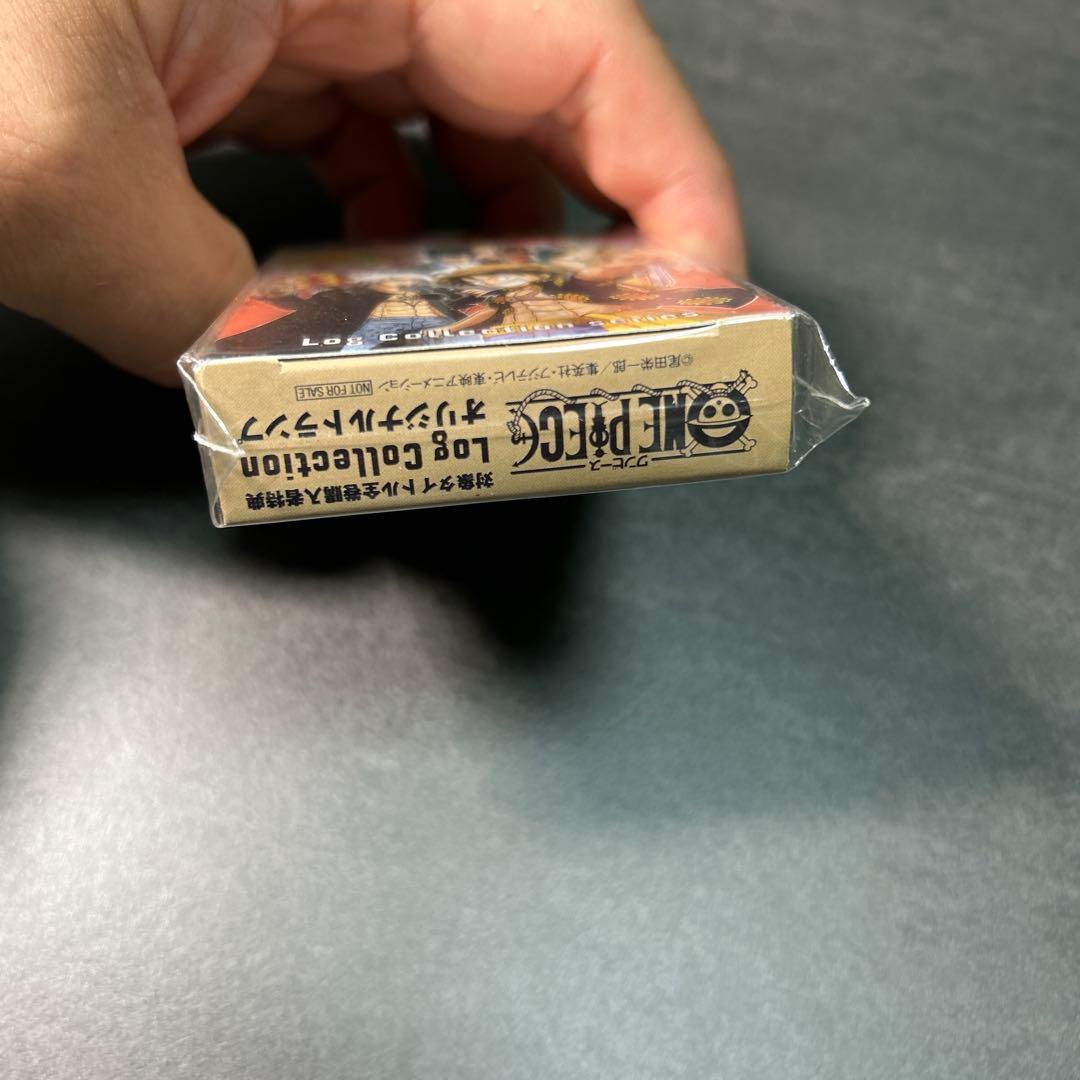 ONE PIECE
ワンピース
対象タイトル全巻購入者特典
Log Collection
オリジナルトランプ
NOT FOR SALE
©尾田栄一郎/集英社・フジテレビ・東映アニメーション